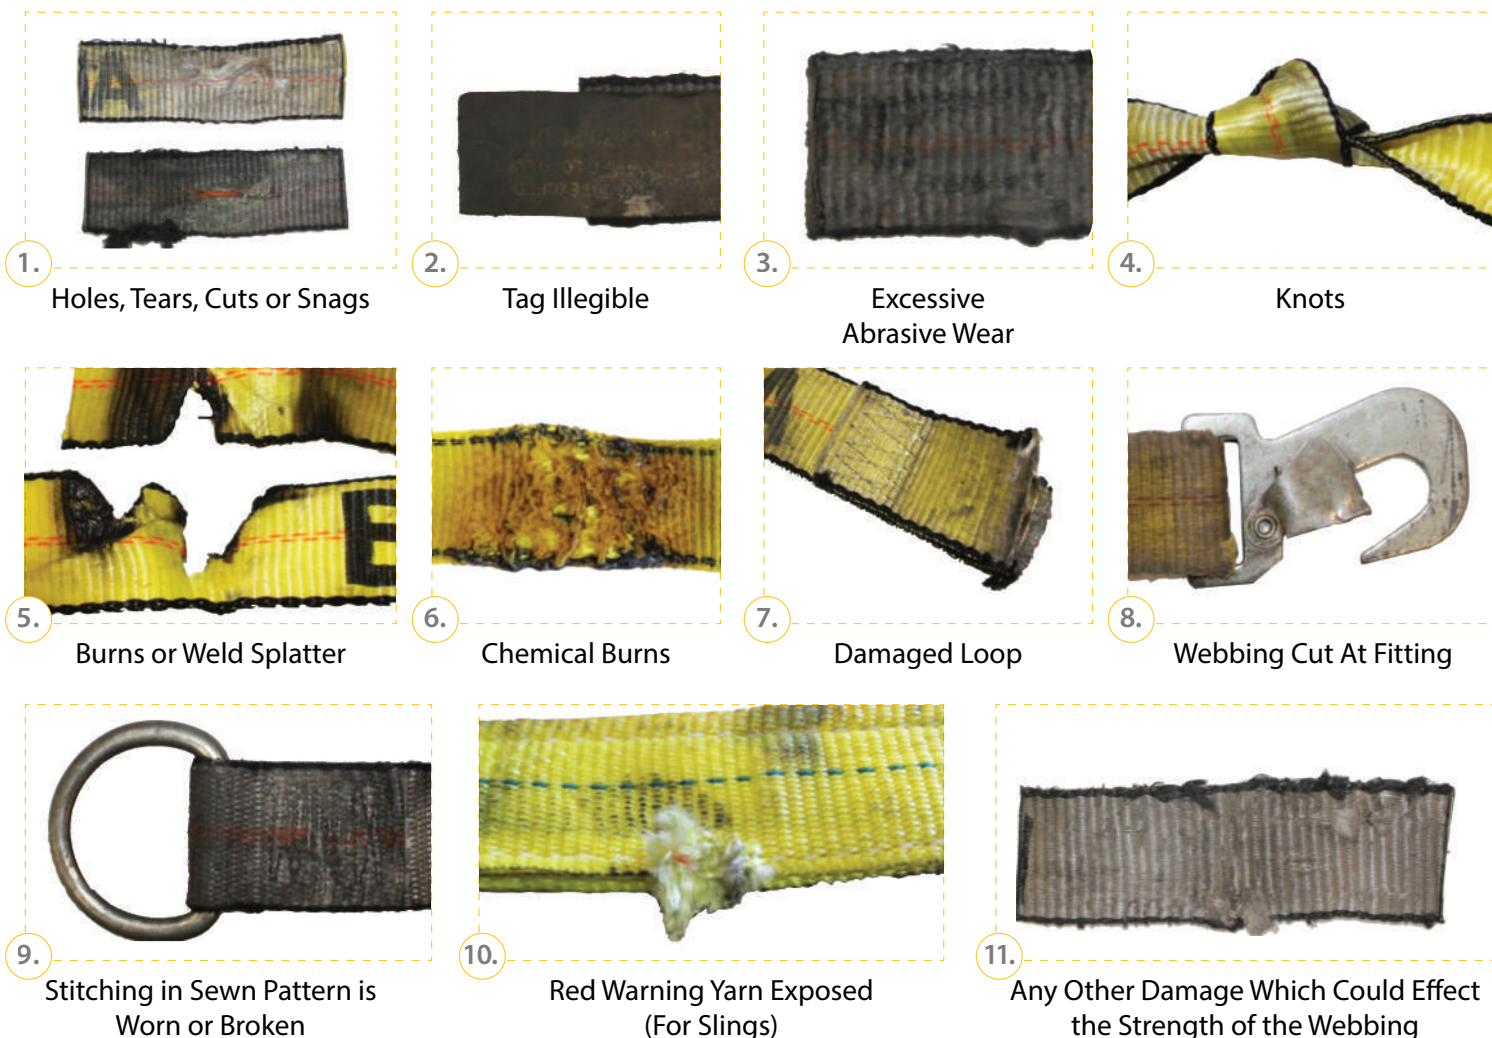 1.
Holes, Tears, Cuts or Snags
2.
Tag Illegible
3.
Excessive
Abrasive Wear
4.
Knots
5.
Burns or Weld Splatter
6.
Chemical Burns
7.
Damaged Loop
8.
Webbing Cut At Fitting
9.
Stitching in Sewn Pattern is
Worn or Broken
10.
Red Warning Yarn Exposed
(For Slings)
11.
Any Other Damage Which Could Effect
the Strength of the Webbing